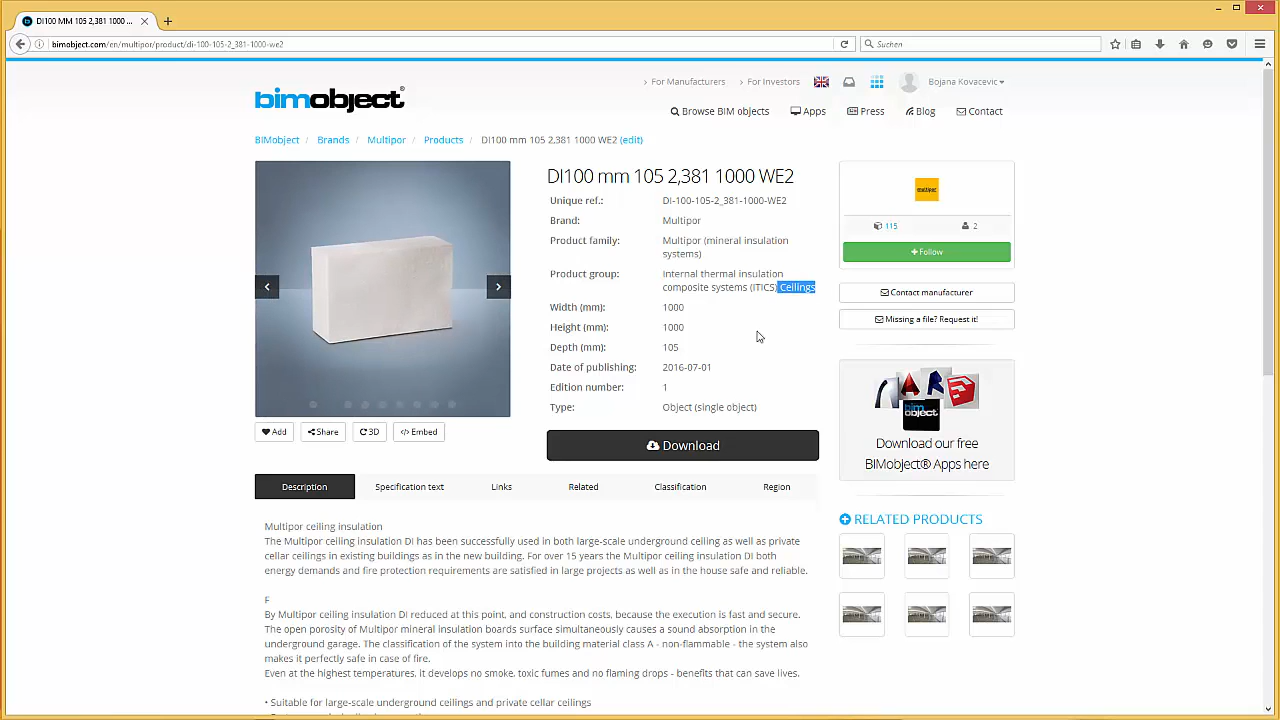 DI100 MM 105 2,381 1000 ...
bimobject.com/en/multipor/product/di-100-105-2_381-1000-we2
Suchen
For Manufacturers
For Investors
Bojana Kovacevic
bimobject®
Browse BIM objects
Apps
Press
Blog
Contact
BIMobject / Brands / Multipor / Products / DI100 mm 105 2,381 1000 WE2 (edit)
DI100 mm 105 2,381 1000 WE2
Unique ref.: DI-100-105-2_381-1000-WE2
Brand: Multipor
Product family: Multipor (mineral insulation
systems)
Product group: Internal thermal insulation
composite systems (ITICS) Ceilings
Width (mm): 1000
Height (mm): 1000
Depth (mm): 105
Date of publishing: 2016-07-01
Edition number: 1
Type: Object (single object)
Download
Add
Share
3D
</> Embed
multipor
115
2
+ Follow
Contact manufacturer
Missing a file? Request it!
bim
object
Download our free
BIMobject® Apps here
RELATED PRODUCTS
Description
Specification text
Links
Related
Classification
Region
Multipor ceiling insulation
The Multipor ceiling insulation DI has been successfully used in both large-scale underground ceiling as well as private
cellar ceilings in existing buildings as in the new building. For over 15 years the Multipor ceiling insulation DI both
energy demands and fire protection requirements are satisfied in large projects as well as in the house safe and reliable.
F
By Multipor ceiling insulation DI reduced at this point, and construction costs, because the execution is fast and secure.
The open porosity of Multipor mineral insulation boards surface simultaneously causes a sound absorption in the
underground garage. The classification of the system into the building material class A - non-flammable - the system also
makes it perfectly safe in case of fire.
Even at the highest temperatures, it develops no smoke, toxic fumes and no flaming drops - benefits that can save lives.
• Suitable for large-scale underground ceilings and private cellar ceilings